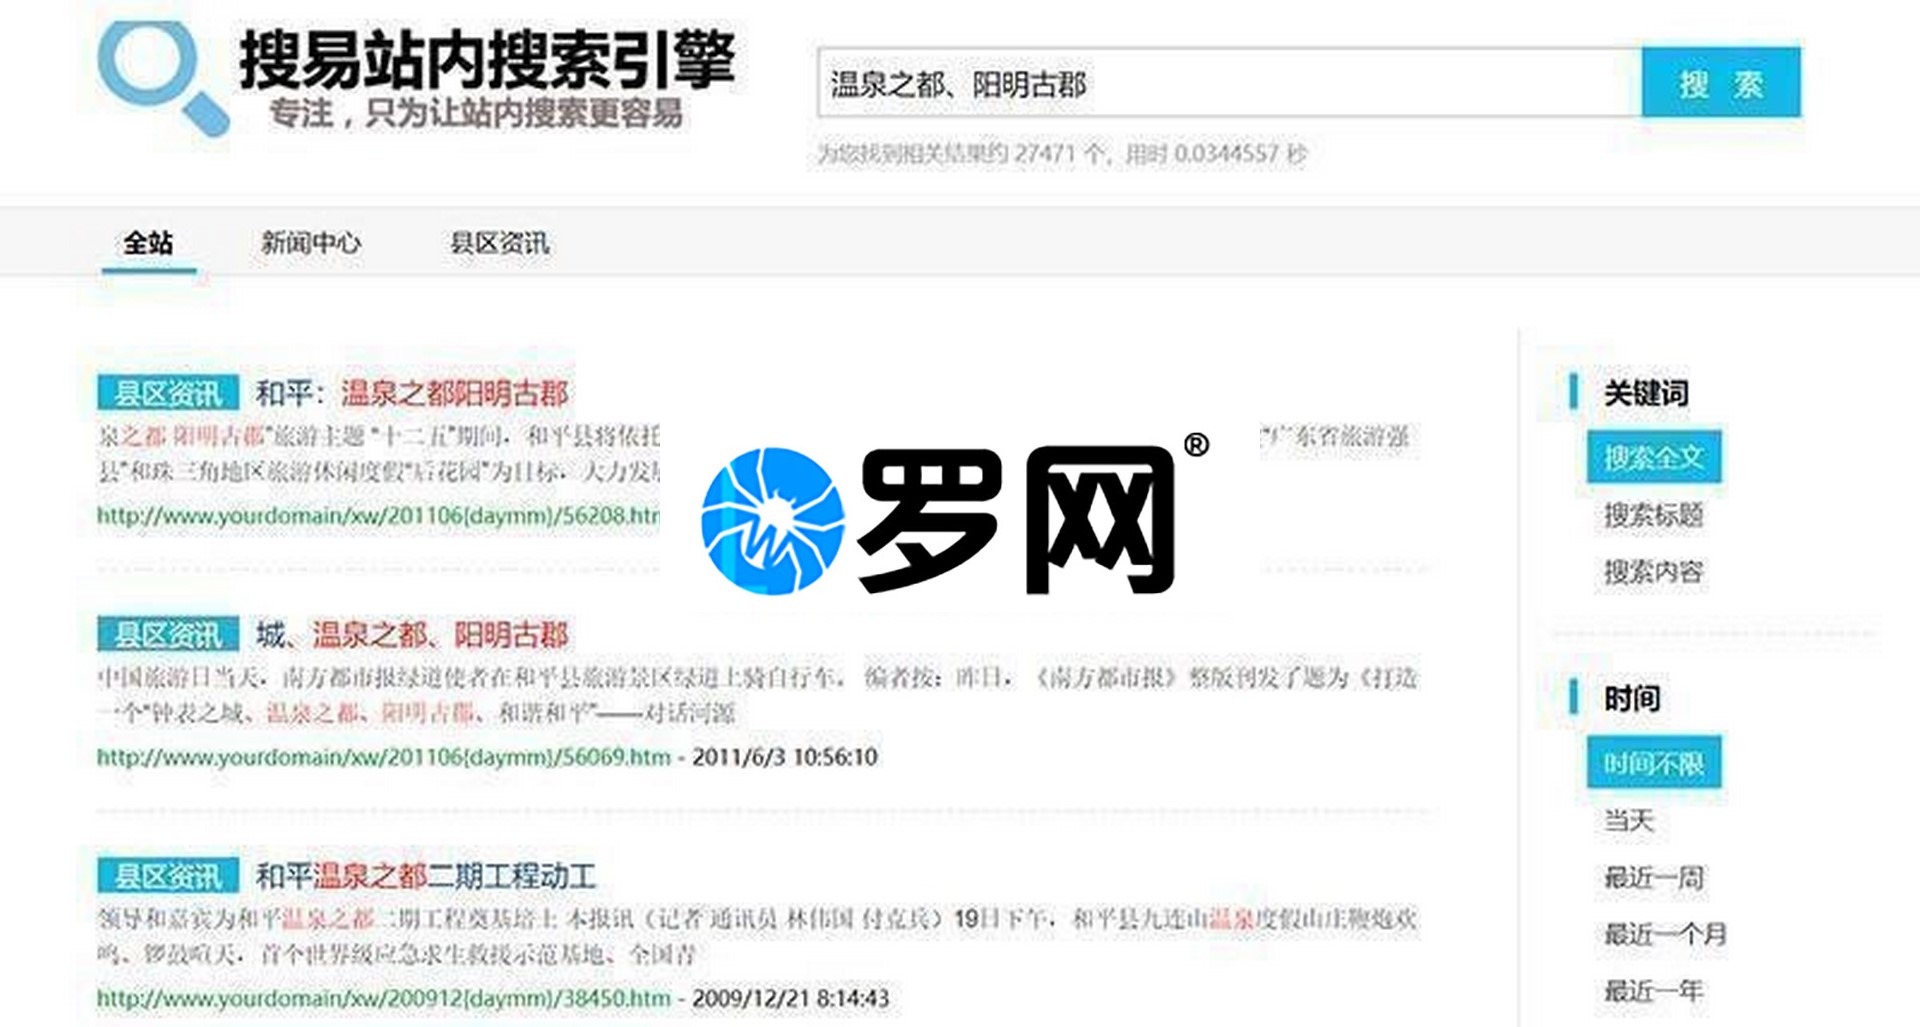 搜易站内搜索引擎
专注，只为让站内搜索更容易
温泉之都、阳明古郡
搜 索
为您找到相关结果约 27471 个，用时 0.0344557 秒
全站
新闻中心
县区资讯
县区资讯 和平：温泉之都阳明古郡
泉之都 阳明古郡”旅游主题 “十二五”期间，和平县将依托
“广东省旅游强
县”和珠三角地区旅游休闲度假“后花园”为目标，大力发
http://www.yourdomain/xw/201106{daymm}/56208.htm
罗网®
县区资讯 城、温泉之都、阳明古郡
中国旅游日当天，南方都市报绿道使者在和平县旅游景区绿道上骑自行车。 编者按：昨日，《南方都市报》整版刊发了题为《打造
一个“钟表之城、温泉之都、阳明古郡、和谐和平”——对话河源
http://www.yourdomain/xw/201106{daymm}/56069.htm - 2011/6/3 10:56:10
县区资讯 和平温泉之都二期工程动工
领导和嘉宾为和平温泉之都二期工程奠基培土 本报讯（记者 通讯员 林伟国 付克兵）19日下午，和平县九连山温泉度假山庄鞭炮欢
鸣、锣鼓喧天，首个世界级应急求生救援示范基地、全国青
http://www.yourdomain/xw/200912{daymm}/38450.htm - 2009/12/21 8:14:43
关键词
搜索全文
搜索标题
搜索内容
时间
时间不限
当天
最近一周
最近一个月
最近一年